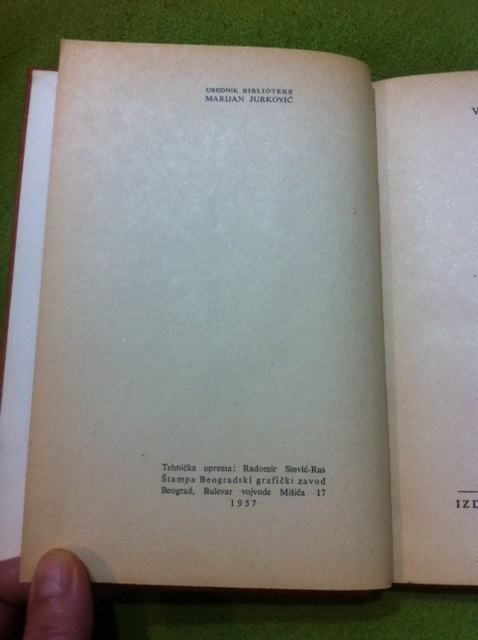 UREDNIK BIBLIOTEKE
MARIJAN JURKOVIĆ
Tehnička oprema: Radomir Stević-Ras
Štampa Beogradski grafički zavod
Beograd, Bulevar vojvode Mišića 17
1957
V
IZD